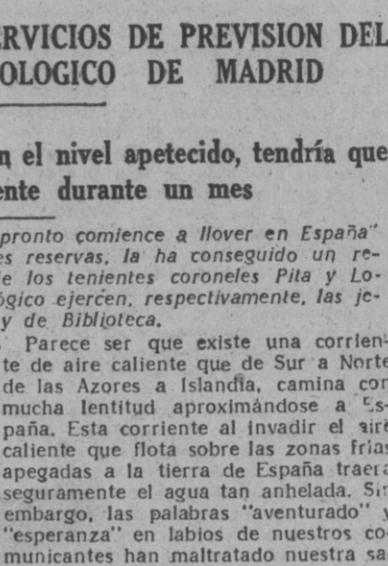 ERVICIOS DE PREVISION DEL
OLOGICO DE MADRID
n el nivel apetecido, tendría que
ente durante un mes
pronto comience a llover en España"
es reservas, la ha conseguido un re-
e los tenientes coroneles Pita y Lo-
ógico ejercen, respectivamente, las je-
y de Biblioteca.
Parece ser que existe una corrien-
te de aire caliente que de Sur a Norte
de las Azores a Islandia, camina con
mucha lentitud aproximándose a Es-
paña. Esta corriente al invadir el aire
caliente que flota sobre las zonas frías
apegadas a la tierra de España traerá
seguramente el agua tan anhelada. Sin
embargo, las palabras "aventurado" y
"esperanza" en labios de nuestros co-
municantes han maltratado nuestra sa-